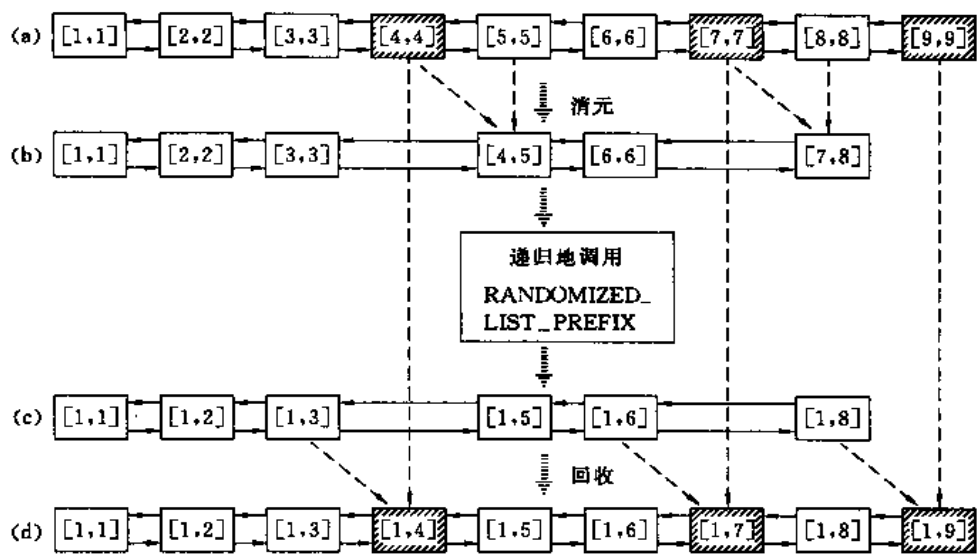 (a) [1,1] [2,2] [3,3] [4,4] [5,5] [6,6] [7,7] [8,8] [9,9]
消元
(b) [1,1] [2,2] [3,3] [4,5] [6,6] [7,8]
递归地调用
RANDOMIZED_
LIST_PREFIX
(c) [1,1] [1,2] [1,3] [1,5] [1,6] [1,8]
回收
(d) [1,1] [1,2] [1,3] [1,4] [1,5] [1,6] [1,7] [1,8] [1,9]